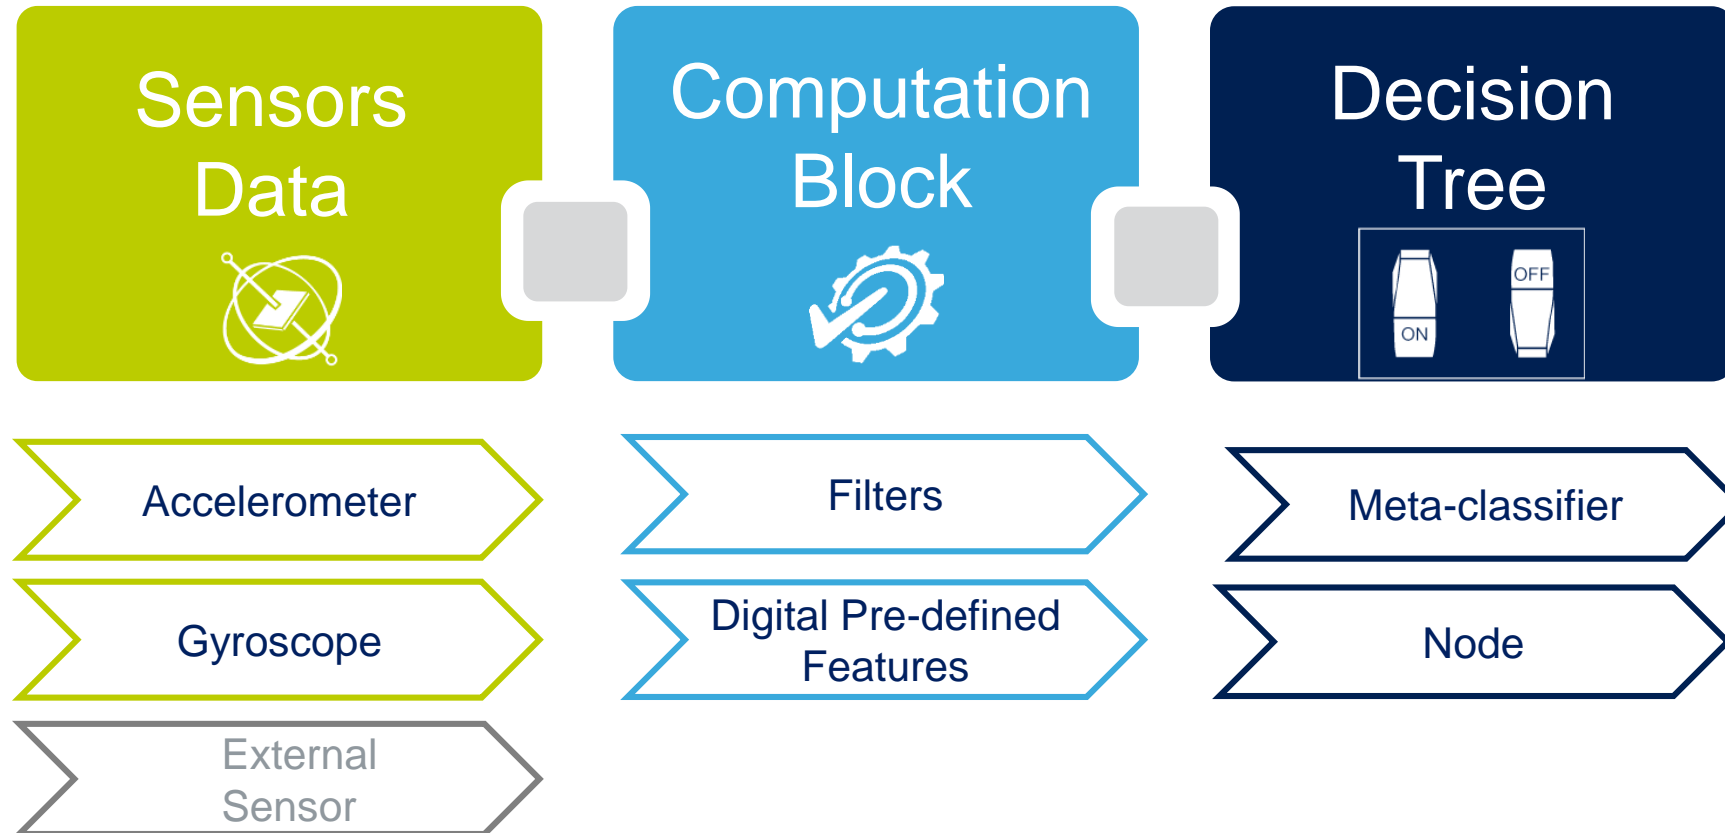 Sensors
Data
Computation
Block
Decision
Tree
ON
OFF
Accelerometer
Gyroscope
External
Sensor
Filters
Digital Pre-defined
Features
Meta-classifier
Node